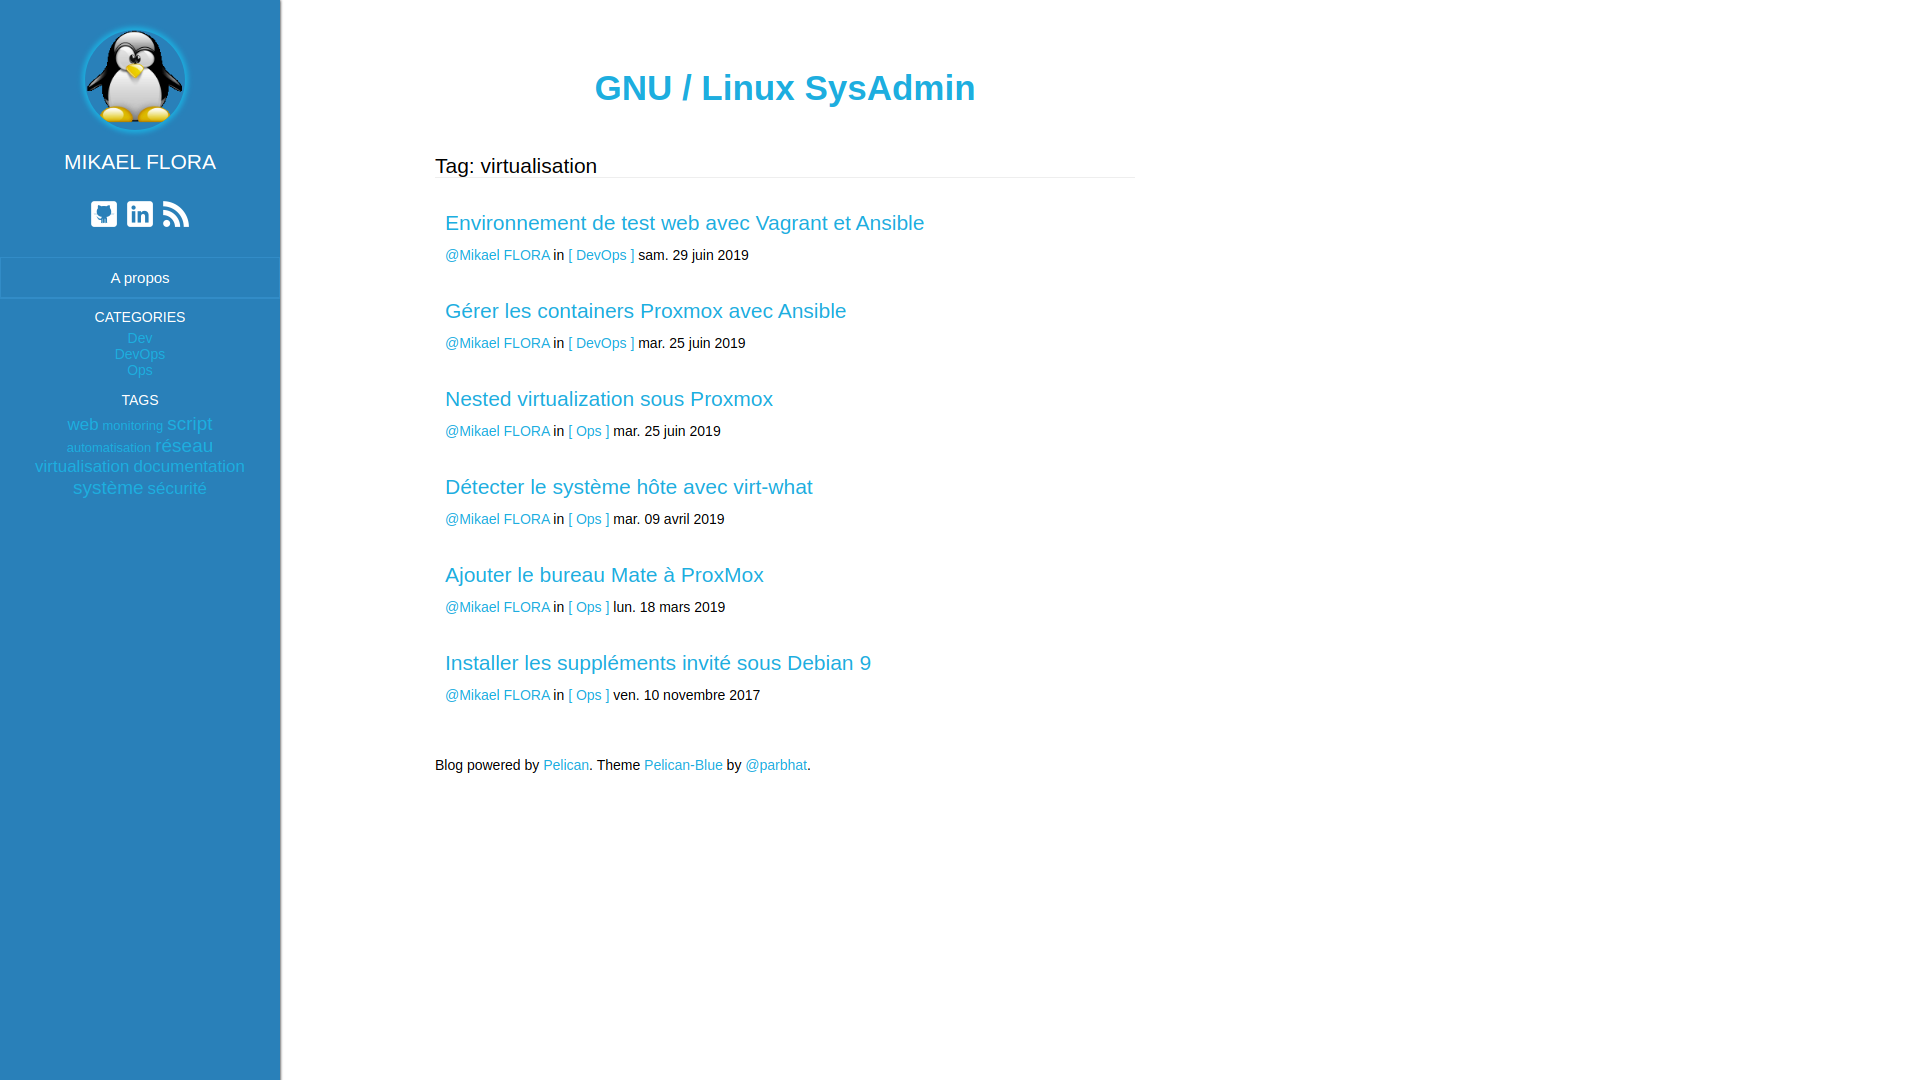 MIKAEL FLORA
A propos
CATEGORIES
Dev
DevOps
Ops
TAGS
web monitoring script
automatisation réseau
virtualisation documentation
système sécurité
GNU / Linux SysAdmin
Tag: virtualisation
Environnement de test web avec Vagrant et Ansible
@Mikael FLORA in [ DevOps ] sam. 29 juin 2019
Gérer les containers Proxmox avec Ansible
@Mikael FLORA in [ DevOps ] mar. 25 juin 2019
Nested virtualization sous Proxmox
@Mikael FLORA in [ Ops ] mar. 25 juin 2019
Détecter le système hôte avec virt-what
@Mikael FLORA in [ Ops ] mar. 09 avril 2019
Ajouter le bureau Mate à ProxMox
@Mikael FLORA in [ Ops ] lun. 18 mars 2019
Installer les suppléments invité sous Debian 9
@Mikael FLORA in [ Ops ] ven. 10 novembre 2017
Blog powered by Pelican. Theme Pelican-Blue by @parbhat.